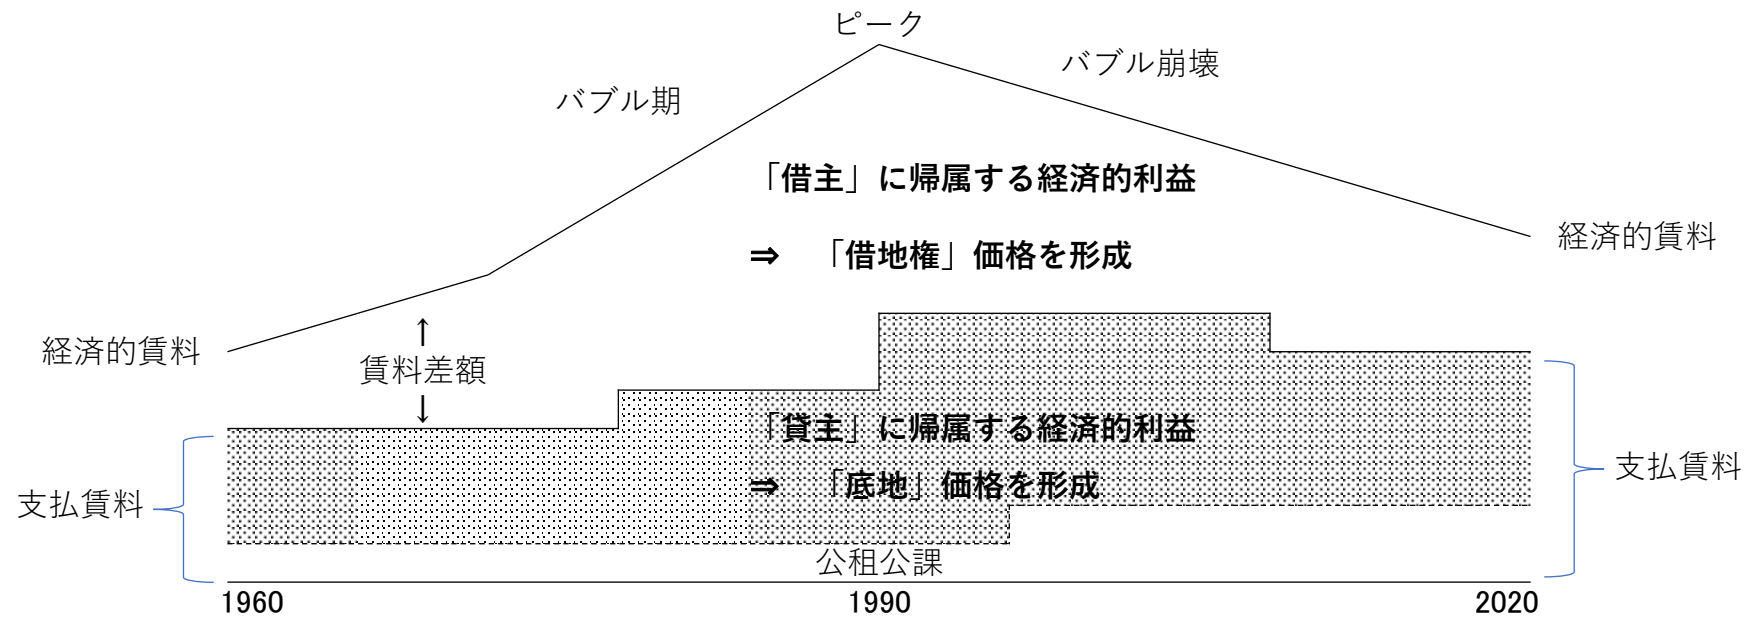 ピーク
バブル崩壊
バブル期
「借主」に帰属する経済的利益
⇒ 「借地権」価格を形成
経済的賃料
経済的賃料
↑
賃料差額
↓
「貸主」に帰属する経済的利益
⇒ 「底地」価格を形成
支払賃料
支払賃料
公租公課
1960
1990
2020